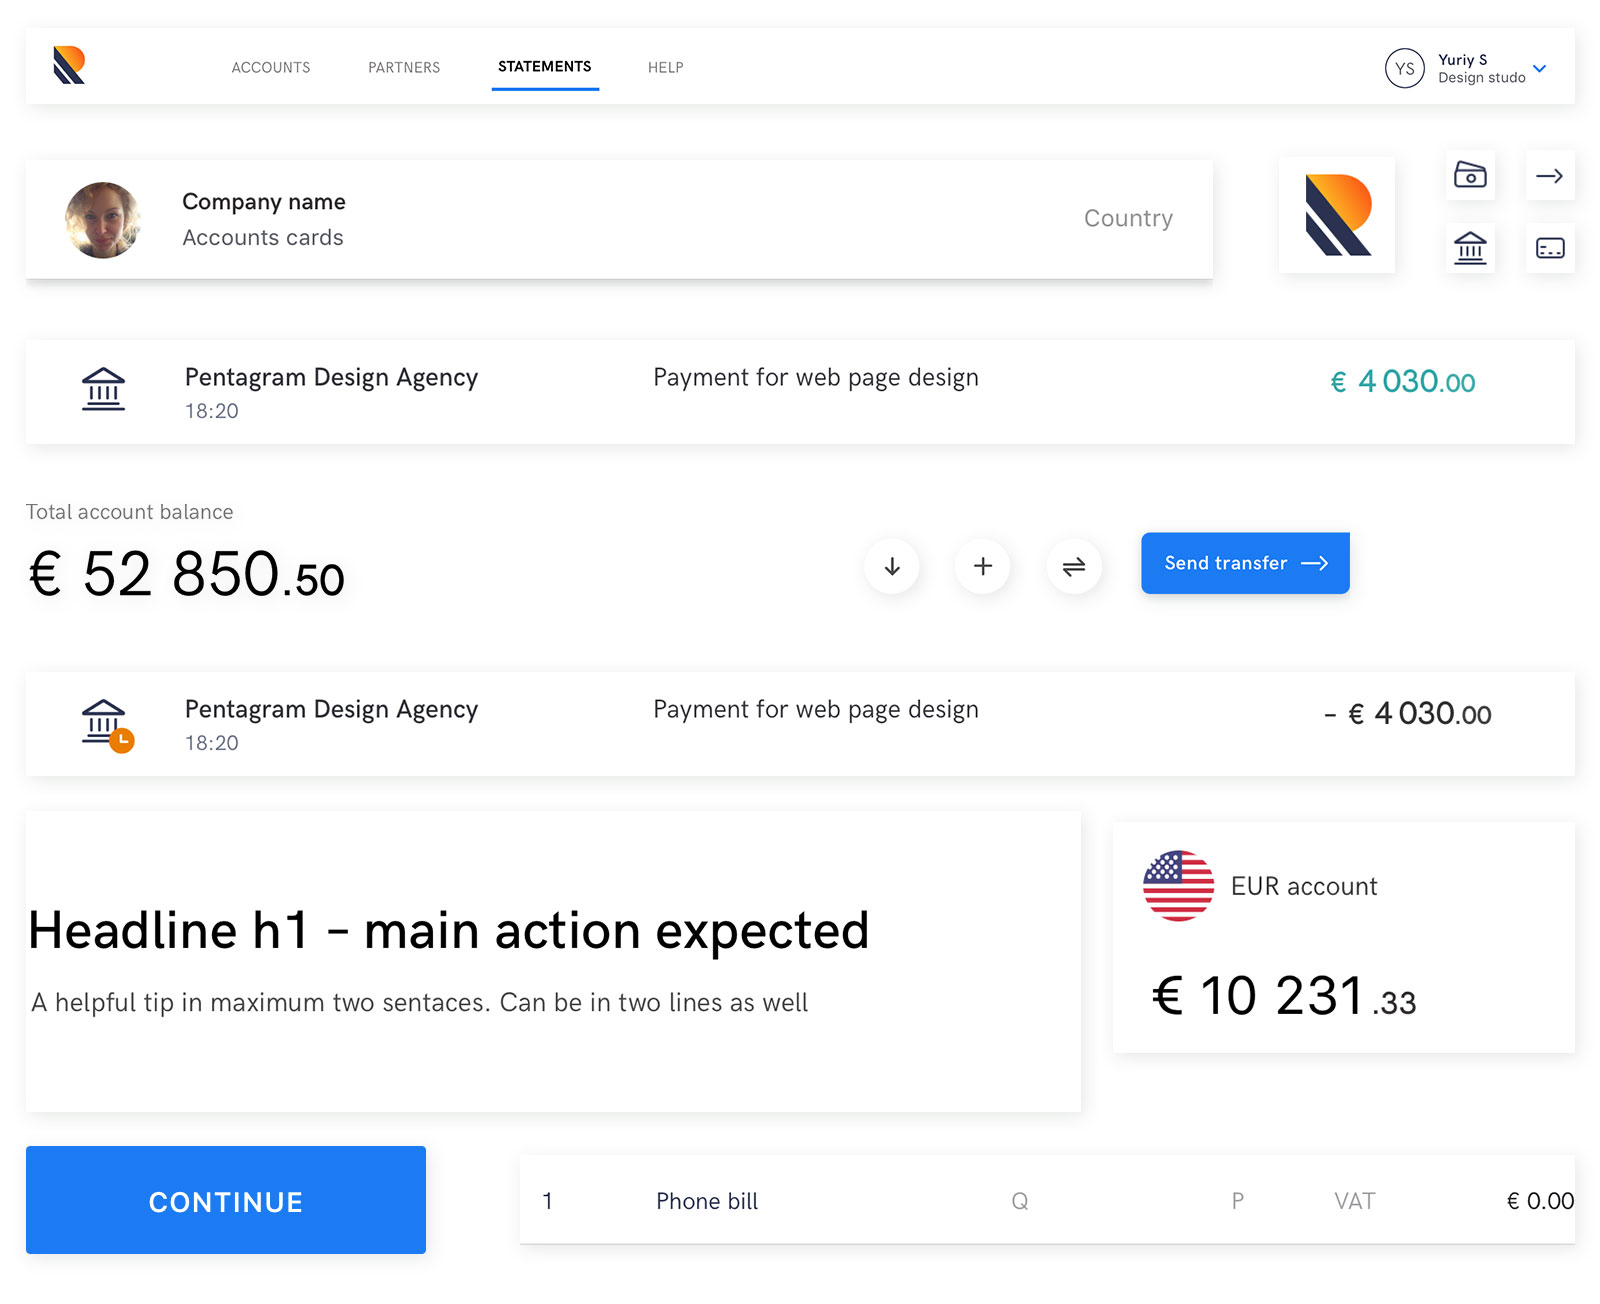 ACCOUNTS PARTNERS STATEMENTS HELP
YS Yuriy S
Design studo
Company name
Accounts cards
Country
Pentagram Design Agency Payment for web page design € 4 030.00
18:20
Total account balance
€ 52 850.50
Send transfer
Pentagram Design Agency Payment for web page design - € 4 030.00
18:20
Headline h1 – main action expected
A helpful tip in maximum two sentaces. Can be in two lines as well
EUR account
€ 10 231.33
CONTINUE
1 Phone bill Q P VAT € 0.00